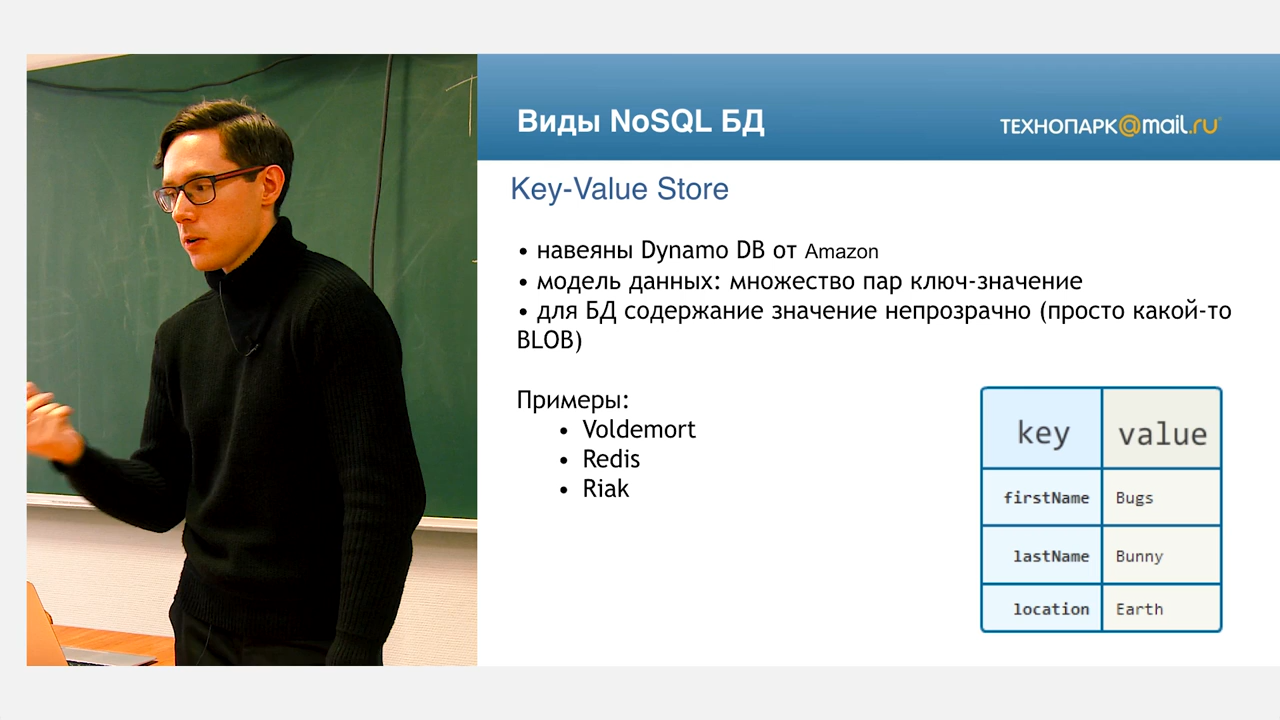 Виды NoSQL БД
ТЕХНОПАРК@mail.ru
Key-Value Store
• навеяны Dynamo DB от Amazon
• модель данных: множество пар ключ-значение
• для БД содержание значение непрозрачно (просто какой-то
BLOB)
Примеры:
• Voldemort
• Redis
• Riak
key value
firstName Bugs
lastName Bunny
location Earth